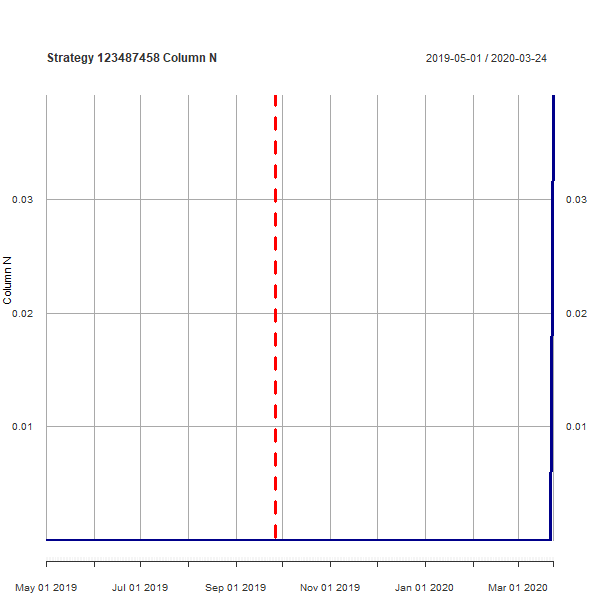 Strategy 123487458 Column N
2019-05-01 / 2020-03-24
0.03
0.03
Column N
0.02
0.02
0.01
0.01
May 01 2019
Jul 01 2019
Sep 01 2019
Nov 01 2019
Jan 01 2020
Mar 01 2020